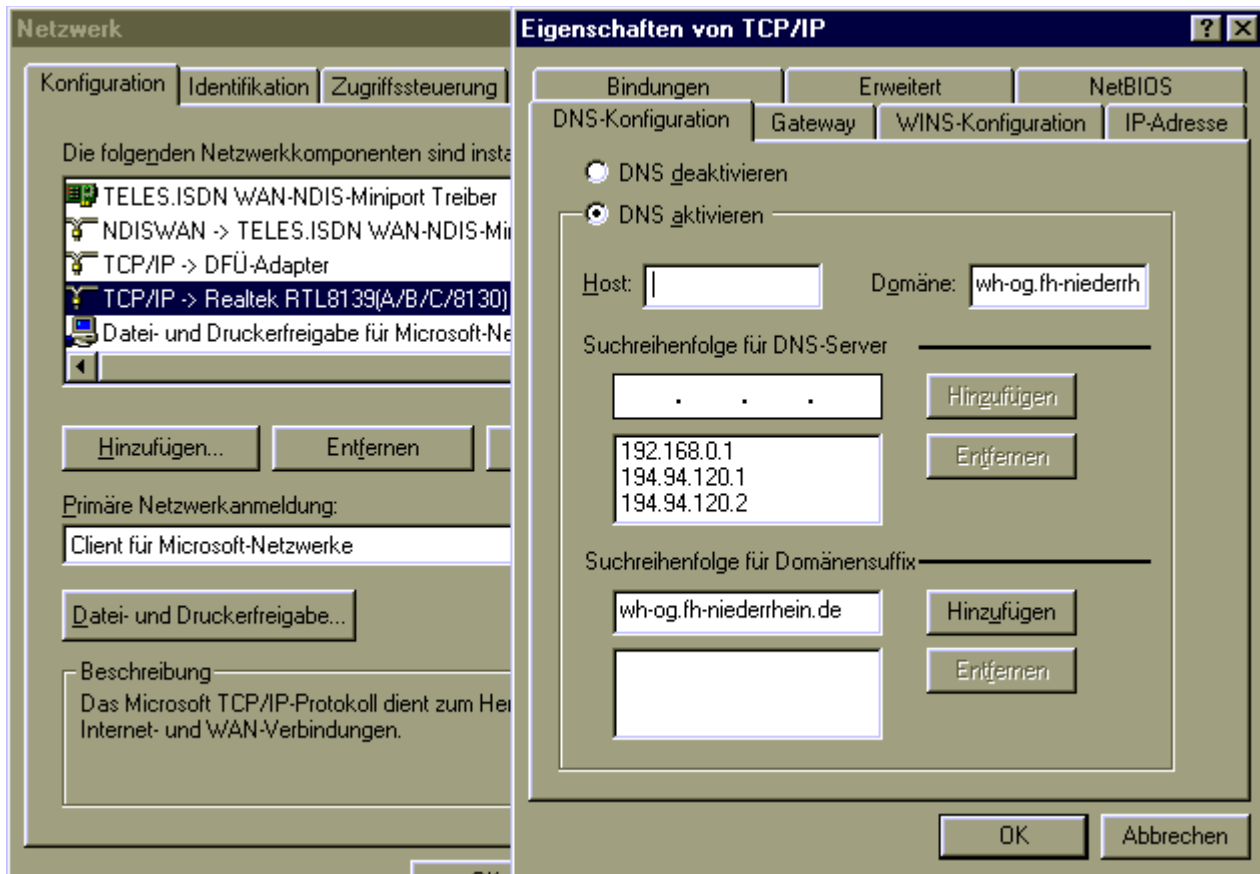 Netzwerk
Konfiguration Identifikation Zugriffssteuerung
Die folgenden Netzwerkkomponenten sind insta
TELES.ISDN WAN-NDIS-Miniport Treiber
NDISWAN -> TELES.ISDN WAN-NDIS-Mi
TCP/IP -> DFÜ-Adapter
TCP/IP -> Realtek RTL8139(A/B/C/8130)
Datei- und Druckerfreigabe für Microsoft-Ne
Hinzufügen... Entfernen
Primäre Netzwerkanmeldung:
Client für Microsoft-Netzwerke
Datei- und Druckerfreigabe...
Beschreibung
Das Microsoft TCP/IP-Protokoll dient zum Her
Internet- und WAN-Verbindungen.
Eigenschaften von TCP/IP
Bindungen Erweitert NetBIOS
DNS-Konfiguration Gateway WINS-Konfiguration IP-Adresse
DNS deaktivieren
DNS aktivieren
Host: Domäne: wh-og.fh-niederrh
Suchreihenfolge für DNS-Server
. . . Hinzufügen
192.168.0.1 Entfernen
194.94.120.1
194.94.120.2
Suchreihenfolge für Domänensuffix
wh-og.fh-niederrhein.de Hinzufügen
Entfernen
OK Abbrechen